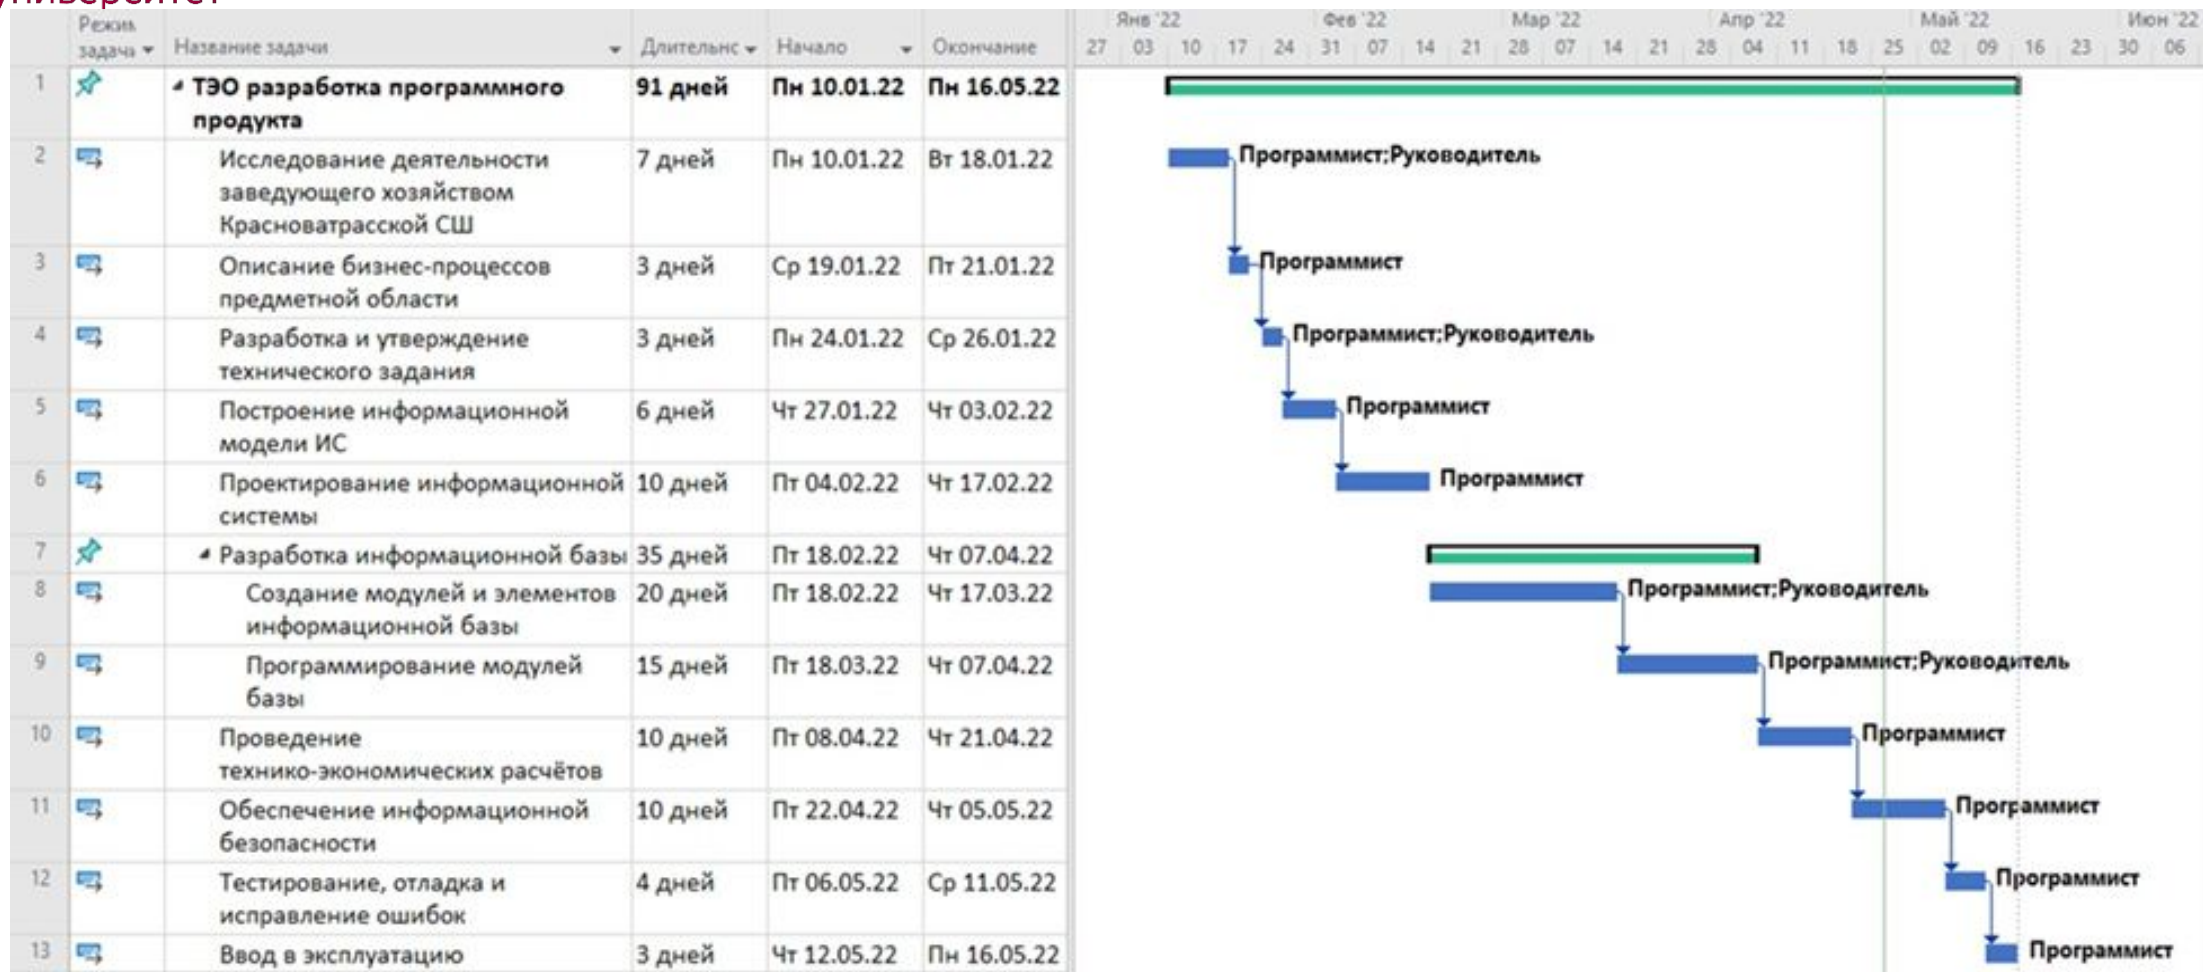 университет
Режим
задачи
Название задачи
Длительнс
Начало
Окончание
Янв '22
Фев '22
Мар '22
Апр '22
Май '22
Июн '22
27 03 10 17 24 31 07 14 21 28 07 14 21 28 04 11 18 25 02 09 16 23 30 06
1
ТЭО разработка программного
продукта
91 дней
Пн 10.01.22
Пн 16.05.22
2
Исследование деятельности
заведующего хозяйством
Красноватрасской СШ
7 дней
Пн 10.01.22
Вт 18.01.22
Программист;Руководитель
3
Описание бизнес-процессов
предметной области
3 дней
Ср 19.01.22
Пт 21.01.22
Программист
4
Разработка и утверждение
технического задания
3 дней
Пн 24.01.22
Ср 26.01.22
Программист;Руководитель
5
Построение информационной
модели ИС
6 дней
Чт 27.01.22
Чт 03.02.22
Программист
6
Проектирование информационной
системы
10 дней
Пт 04.02.22
Чт 17.02.22
Программист
7
Разработка информационной базы
35 дней
Пт 18.02.22
Чт 07.04.22
8
Создание модулей и элементов
информационной базы
20 дней
Пт 18.02.22
Чт 17.03.22
Программист;Руководитель
9
Программирование модулей
базы
15 дней
Пт 18.03.22
Чт 07.04.22
Программист;Руководитель
10
Проведение
технико-экономических расчётов
10 дней
Пт 08.04.22
Чт 21.04.22
Программист
11
Обеспечение информационной
безопасности
10 дней
Пт 22.04.22
Чт 05.05.22
Программист
12
Тестирование, отладка и
исправление ошибок
4 дней
Пт 06.05.22
Ср 11.05.22
Программист
13
Ввод в эксплуатацию
3 дней
Чт 12.05.22
Пн 16.05.22
Программист